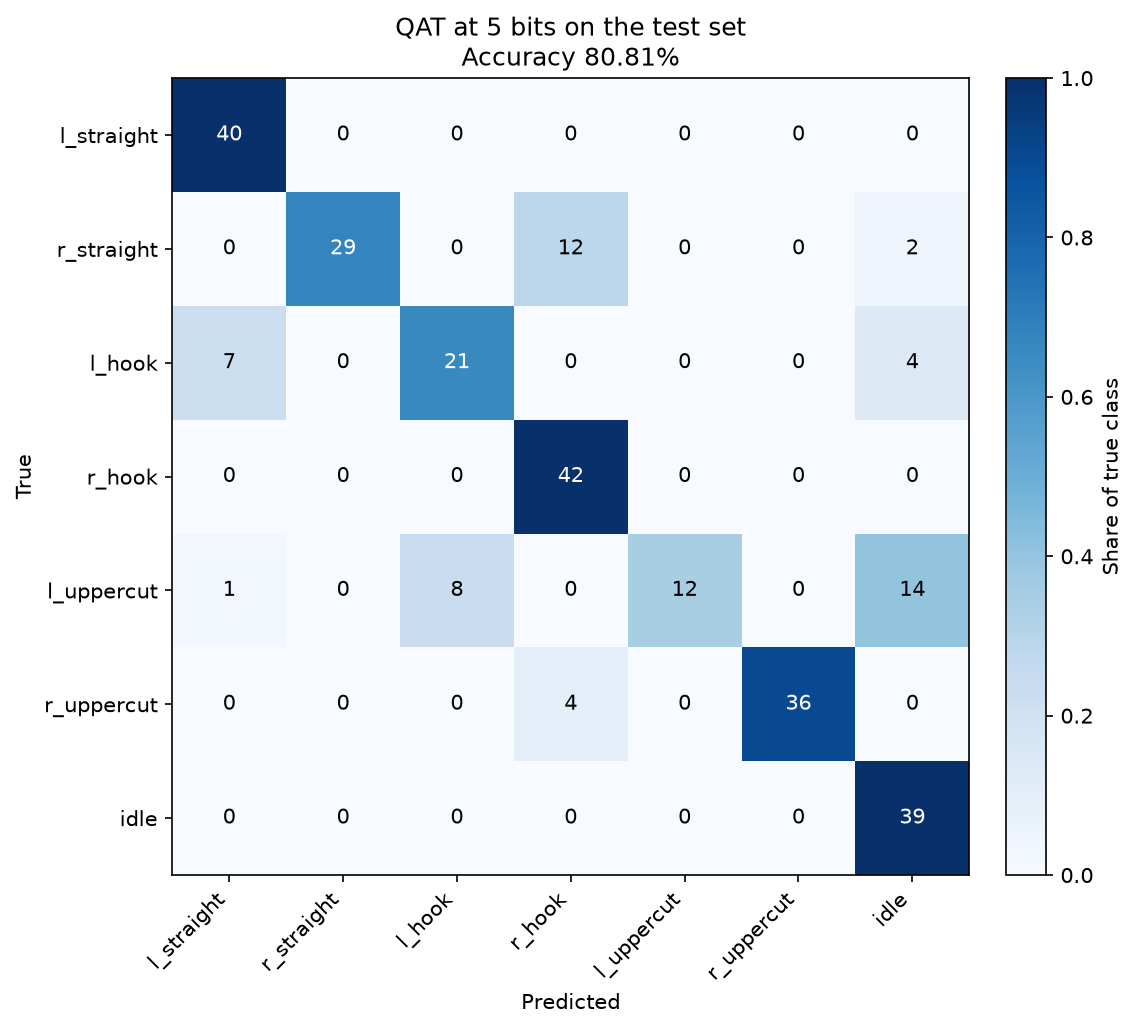 QAT at 5 bits on the test set
Accuracy 80.81%
l_straight 40 0 0 0 0 0 0
r_straight 0 29 0 12 0 0 2
l_hook 7 0 21 0 0 0 4
r_hook 0 0 0 42 0 0 0
l_uppercut 1 0 8 0 12 0 14
r_uppercut 0 0 0 4 0 36 0
idle 0 0 0 0 0 0 39
l_straight r_straight l_hook r_hook l_uppercut r_uppercut idle
Predicted
True
1.0
0.8
0.6
0.4
0.2
0.0
Share of true class